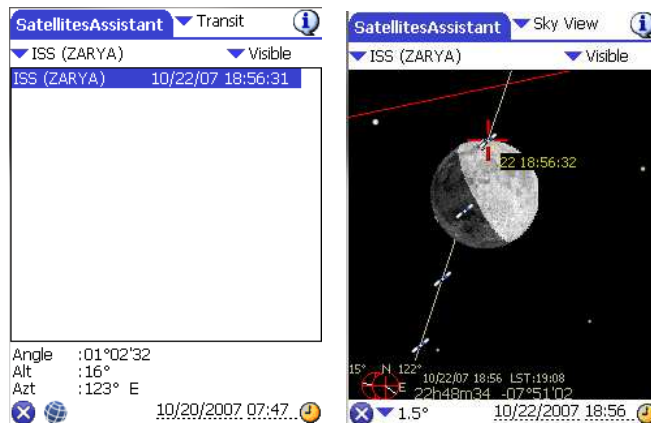 SatellitesAssistant Transit
ISS (ZARYA) Visible
ISS (ZARYA) 10/22/07 18:56:31
Angle :01°02'32
Alt :16°
Azt :123° E
10/20/2007 07:47
SatellitesAssistant Sky View
ISS (ZARYA) Visible
22 18:56:32
15° N 122°
E
10/22/07 18:56 LST:19:08
22h48m34 -07°51'02
1.5° 10/22/2007 18:56